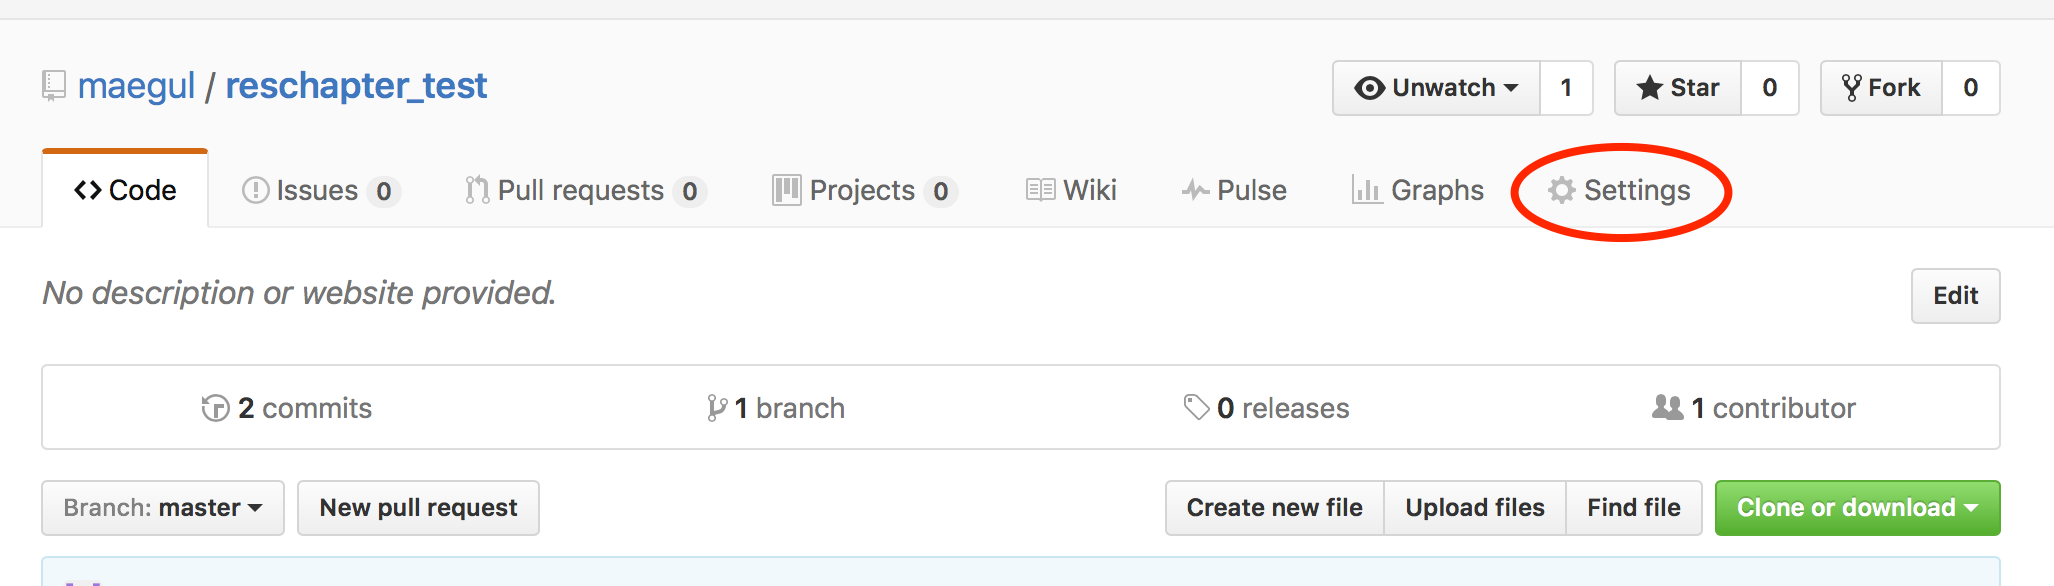 maegul / reschapter_test
Unwatch 1 Star 0 Fork 0
Code Issues 0 Pull requests 0 Projects 0 Wiki Pulse Graphs Settings
No description or website provided. Edit
2 commits 1 branch 0 releases 1 contributor
Branch: master New pull request Create new file Upload files Find file Clone or download